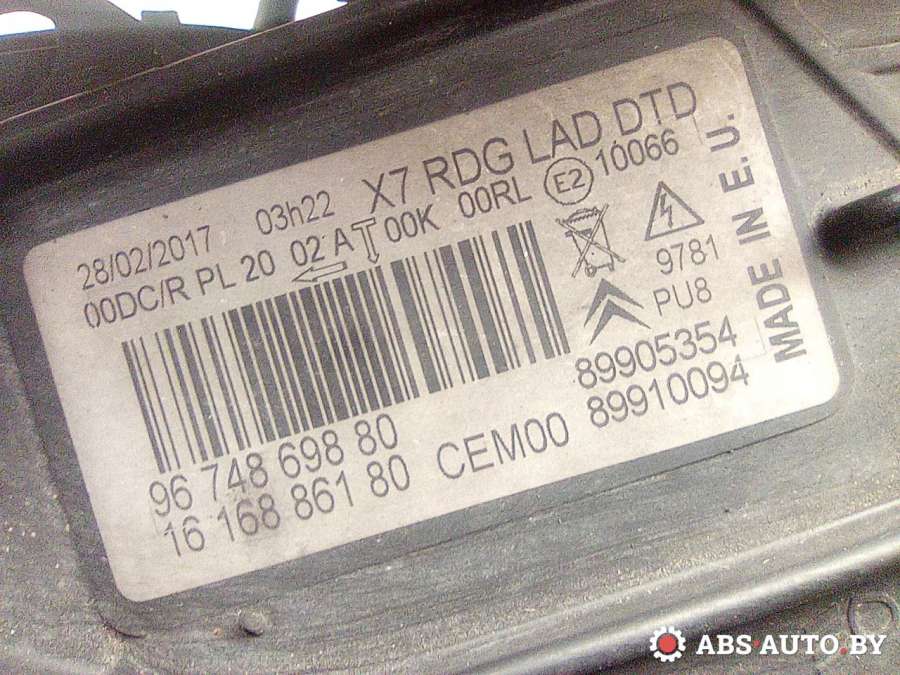 28/02/2017 03h22 X7 RDG LAD DTD
00DC/R PL 20 02 A 00K 00RL E2 10066
9781
PU8
MADE IN E.U.
96 748 698 80 CEM00 89905354
16 168 861 80 89910094
ABS-AUTO.BY